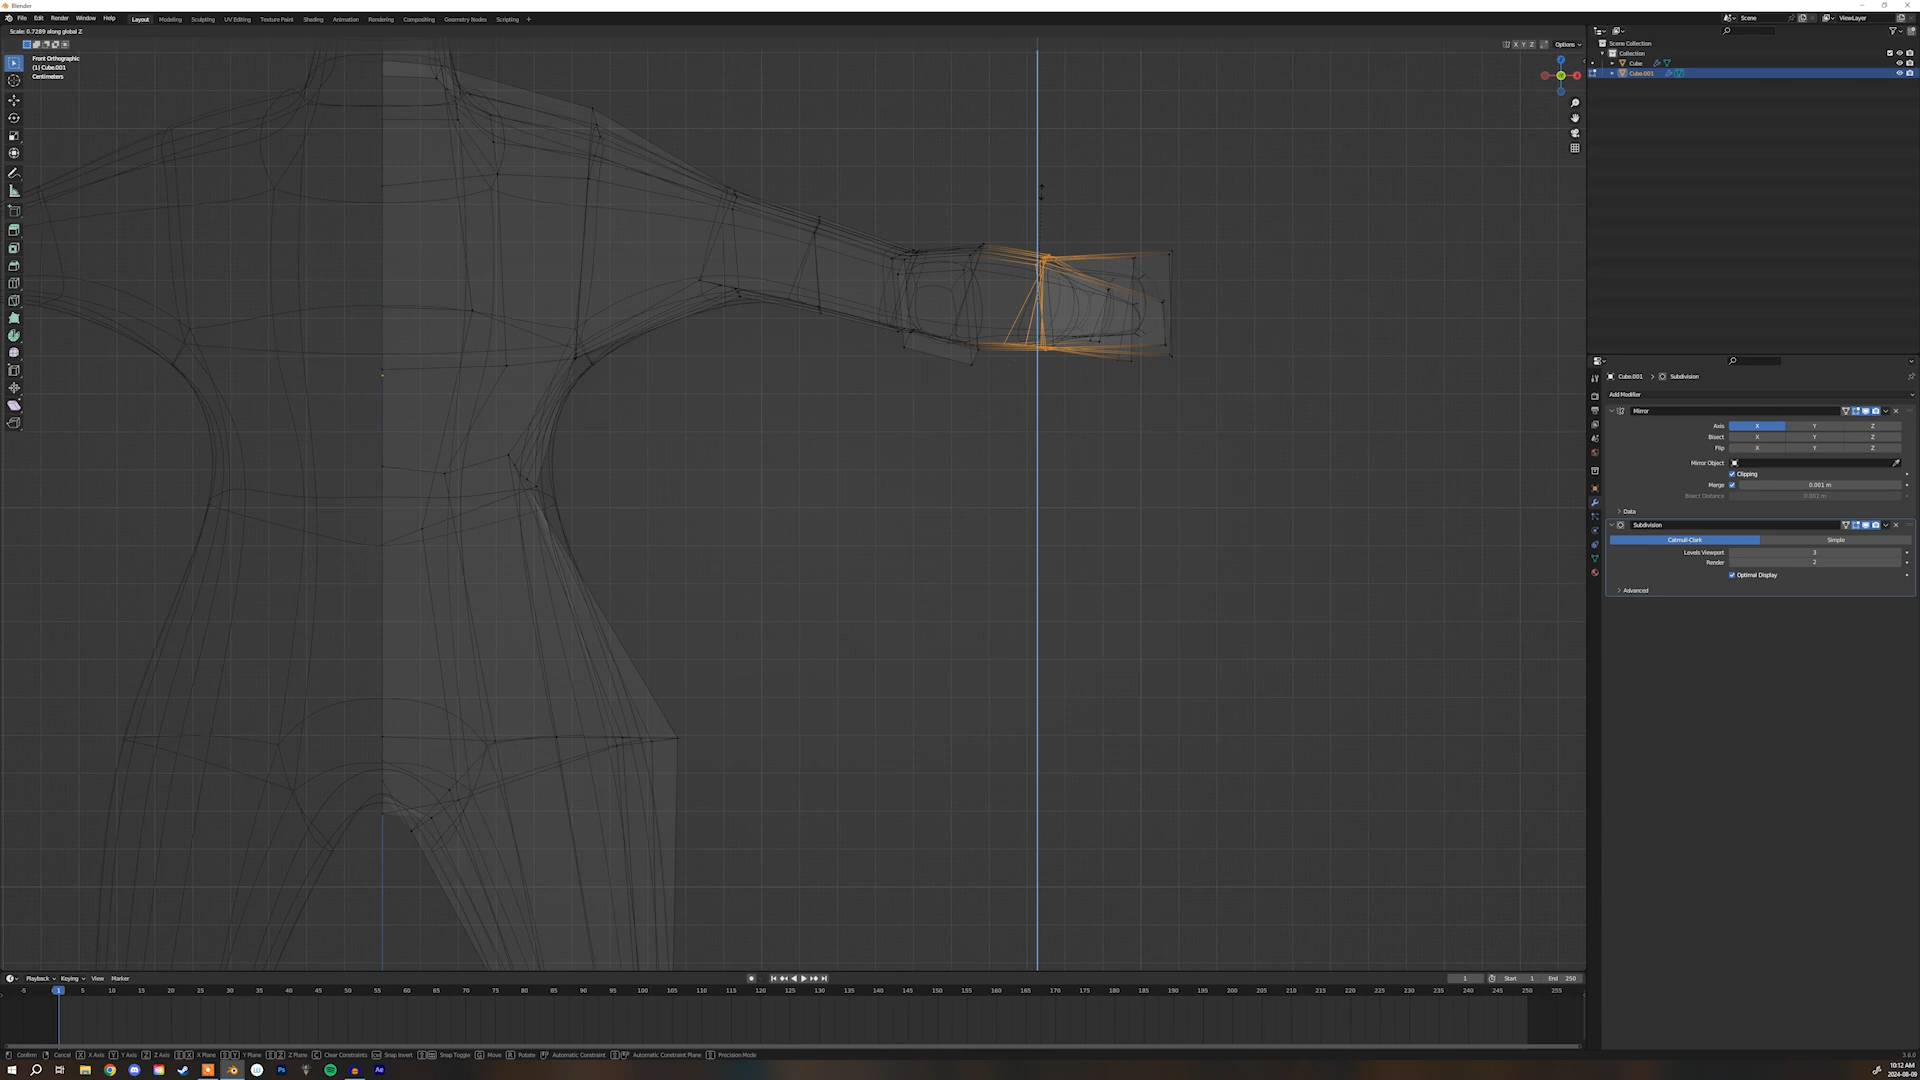 Blender
File Edit Render Window Help Layout Modeling Sculpting UV Editing Texture Paint Shading Animation Rendering Compositing Geometry Nodes Scripting + Scene ViewLayer
Scale: 0.7289 along global Z
X Y Z Options
Front Orthographic
(1) Cube.001
Centimeters
Scene Collection
Collection
Cube
Cube.001
Cube.001 > Subdivision
Add Modifier
Mirror
Axis X Y Z
Bisect X Y Z
Flip X Y Z
Mirror Object
Clipping
Merge 0.001 m
Bisect Distance 0.001 m
Data
Subdivision
Catmull-Clark Simple
Levels Viewport 3
Render 2
Optimal Display
Advanced
Playback Keying View Marker 1 Start 1 End 250
-5 1 5 10 15 20 25 30 35 40 45 50 55 60 65 70 75 80 85 90 95 100 105 110 115 120 125 130 135 140 145 150 155 160 165 170 175 180 185 190 195 200 205 210 215 220 225 230 235 240 245 250 255
Confirm Cancel X X Axis Y Y Axis Z Z Axis X X Plane Y Y Plane Z Z Plane C Clear Constraints Snap Invert Snap Toggle G Move R Rotate Automatic Constraint Automatic Constraint Plane Precision Mode 3.6.0
Ps Ae 10:12 AM
2024-08-09